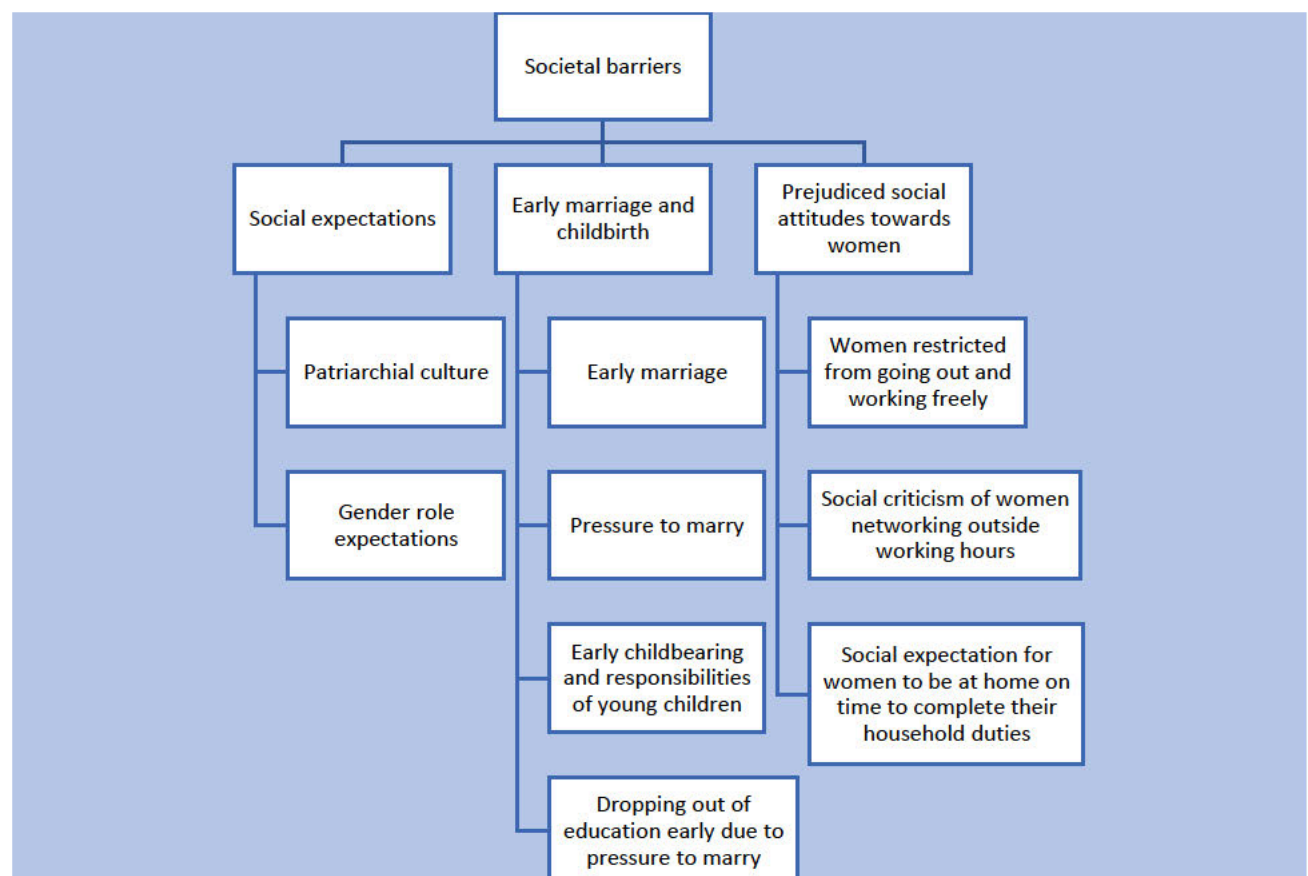 Societal barriers
Social expectations
Early marriage and
childbirth
Prejudiced social
attitudes towards
women
Patriarchial culture
Gender role
expectations
Early marriage
Pressure to marry
Early childbearing
and responsibilities
of young children
Dropping out of
education early due to
pressure to marry
Women restricted
from going out and
working freely
Social criticism of women
networking outside
working hours
Social expectation for
women to be at home on
time to complete their
household duties